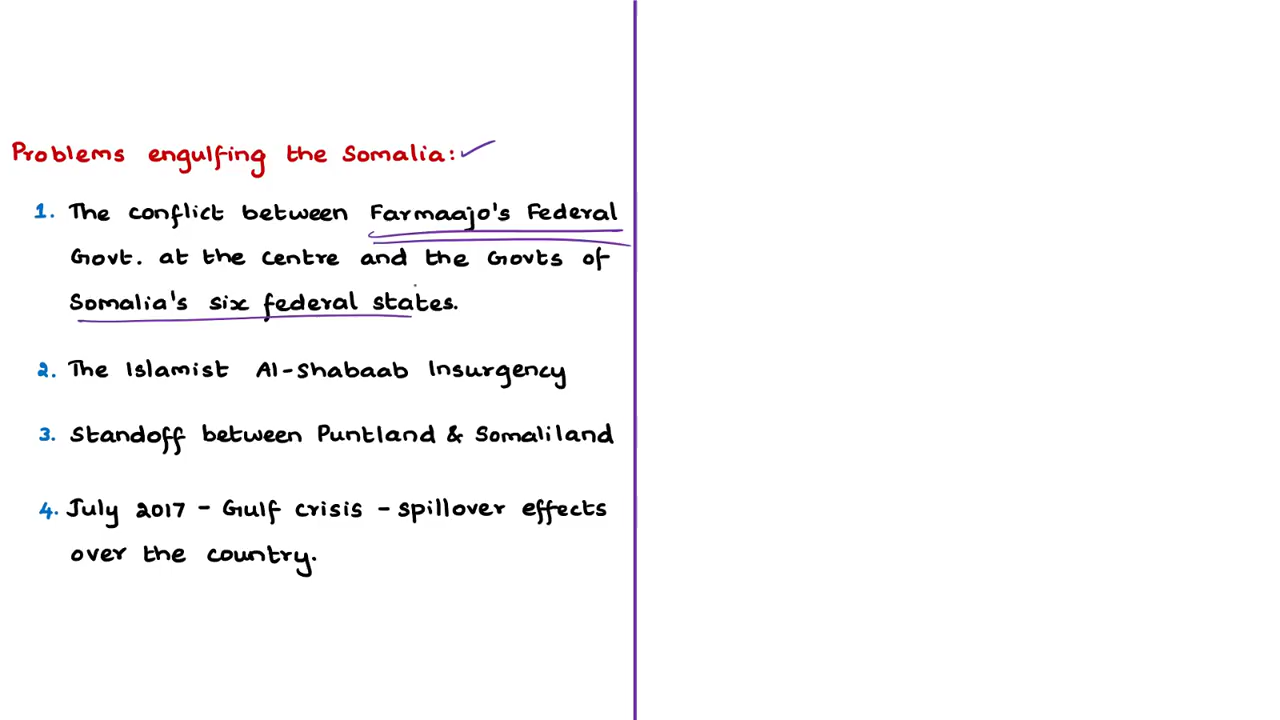 Problems engulfing the Somalia:
1. The conflict between Farmaajo's Federal
Govt. at the centre and the Govts of
Somalia's six federal states.
2. The Islamist Al-Shabaab Insurgency
3. Standoff between Puntland & Somaliland
4. July 2017 - Gulf crisis - spillover effects
over the country.